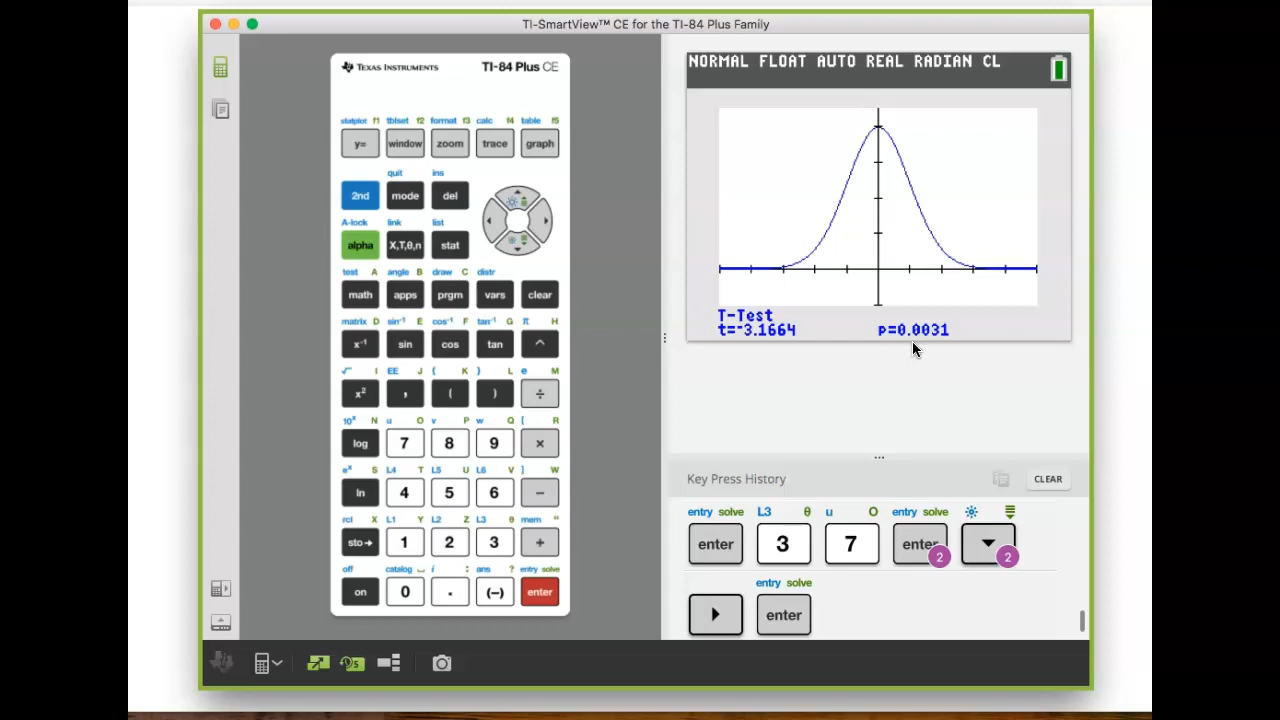 TI-SmartView™ CE for the TI-84 Plus Family
TEXAS INSTRUMENTS TI-84 Plus CE
statplot f1 tblset f2 format f3 calc f4 table f5
y= window zoom trace graph
quit ins
2nd mode del
A-lock link list
alpha X,T,θ,n stat
test A angle B draw C distr
math apps prgm vars clear
matrix D sin⁻¹ E cos⁻¹ F tan⁻¹ G π H
x⁻¹ sin cos tan ^
√ I EE J { K } L e M
x² , ( ) ÷
10ˣ N u O v P w Q [ R
log 7 8 9 ×
eˣ S L4 T L5 U L6 V ] W
ln 4 5 6 −
rcl X L1 Y L2 Z L3 θ mem "
sto→ 1 2 3 +
off catalog ⎵ i : ans ? entry solve
on 0 . (−) enter
NORMAL FLOAT AUTO REAL RADIAN CL
T-Test
t=-3.1664 p=0.0031
Key Press History CLEAR
entry solve L3 θ u O entry solve
enter 3 7 enter 2 2
entry solve
enter